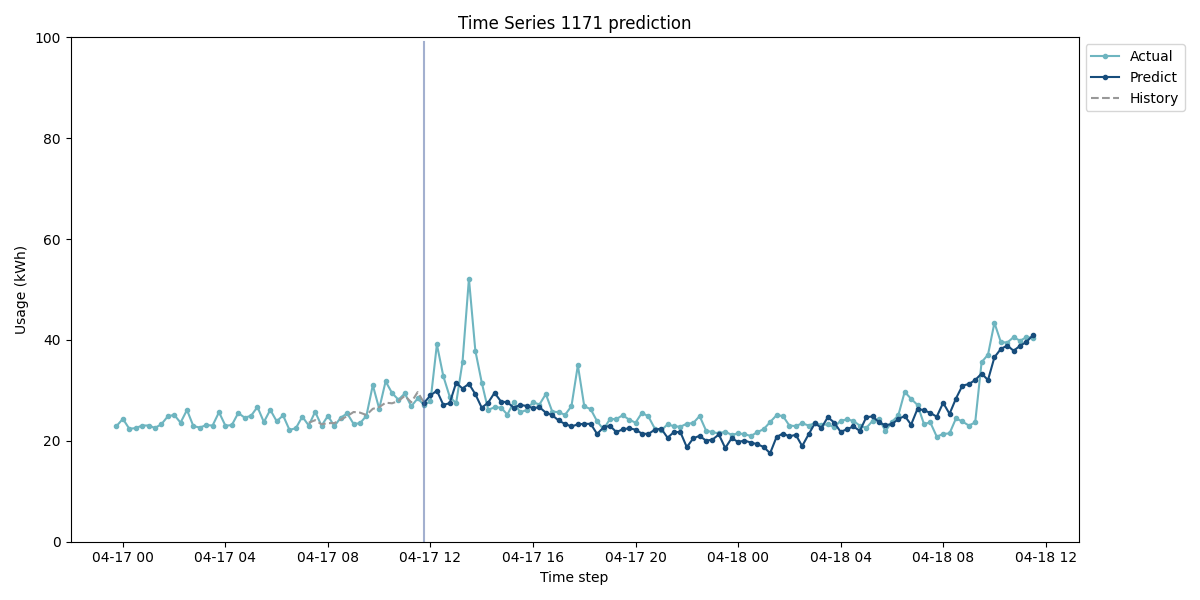 Time Series 1171 prediction
100
80
60
40
20
0
Usage (kWh)
04-17 00
04-17 04
04-17 08
04-17 12
04-17 16
04-17 20
04-18 00
04-18 04
04-18 08
04-18 12
Time step
Actual
Predict
History